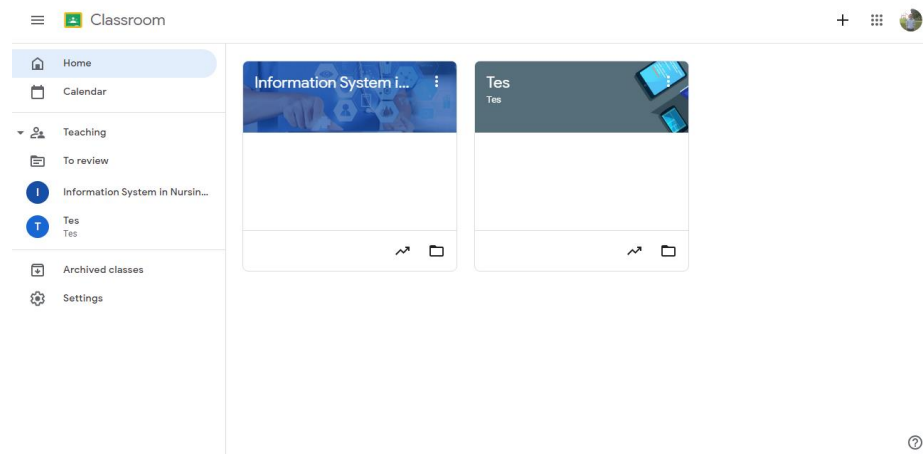 Classroom
Home
Calendar
Teaching
To review
Information System in Nursin...
Tes
Tes
Archived classes
Settings
Information System i...
Tes
Tes
I
T